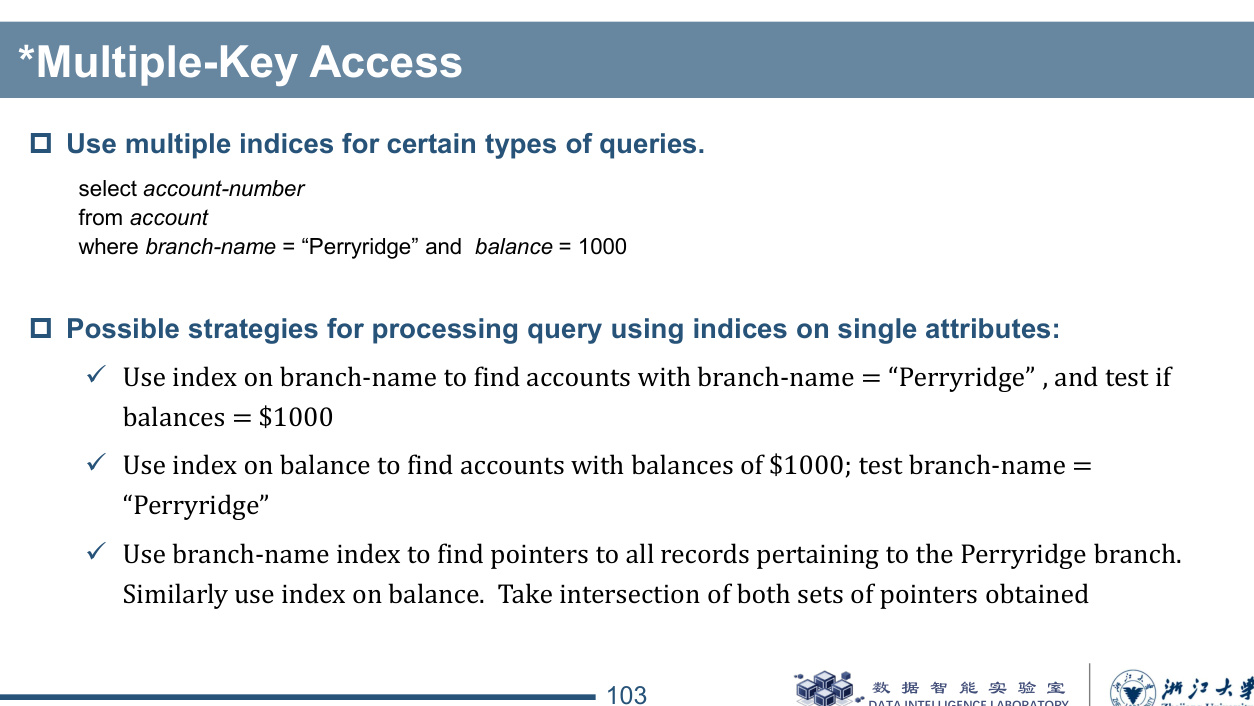 *Multiple-Key Access
Use multiple indices for certain types of queries.
select account-number
from account
where branch-name = “Perryridge” and balance = 1000
Possible strategies for processing query using indices on single attributes:
Use index on branch-name to find accounts with branch-name = “Perryridge” , and test if
balances = $1000
Use index on balance to find accounts with balances of $1000; test branch-name =
“Perryridge”
Use branch-name index to find pointers to all records pertaining to the Perryridge branch.
Similarly use index on balance. Take intersection of both sets of pointers obtained
103
数据智能实验室
DATA INTELLIGENCE LABORATORY
浙江大学